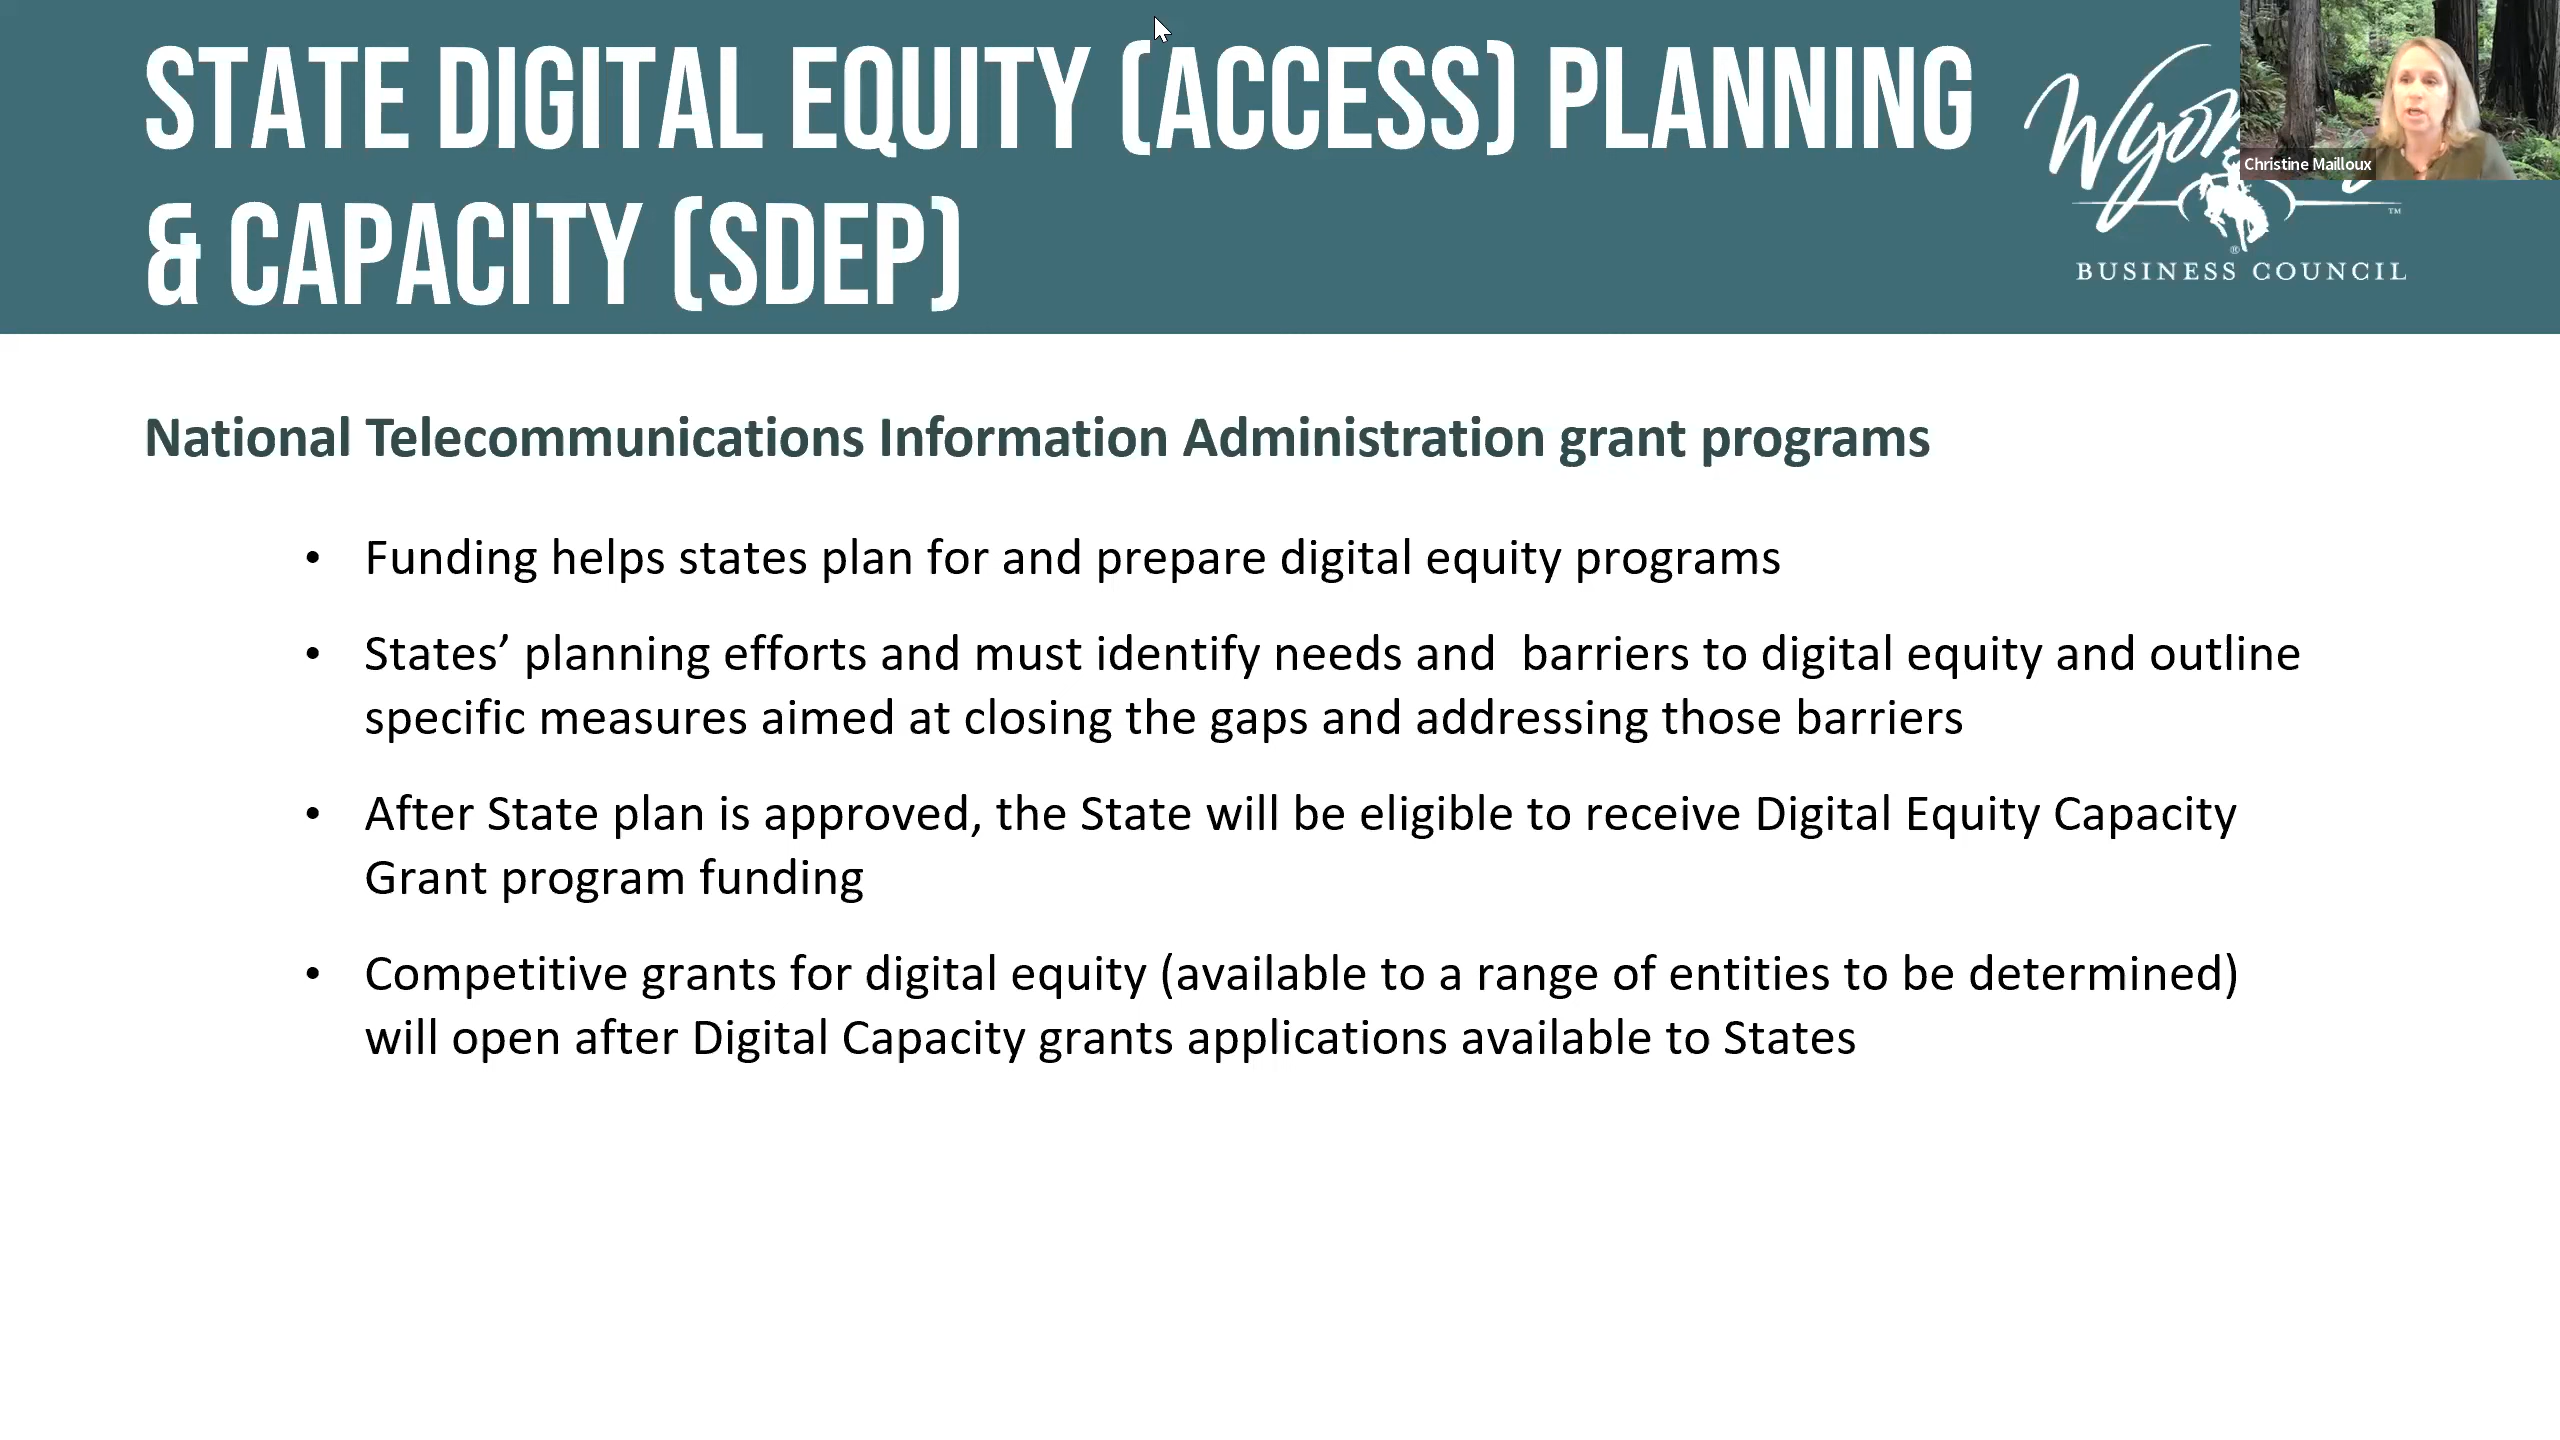 STATE DIGITAL EQUITY (ACCESS) PLANNING
& CAPACITY (SDEP)
Christine Mailloux
™
®
BUSINESS COUNCIL
National Telecommunications Information Administration grant programs
• Funding helps states plan for and prepare digital equity programs
• States’ planning efforts and must identify needs and  barriers to digital equity and outline
specific measures aimed at closing the gaps and addressing those barriers
• After State plan is approved, the State will be eligible to receive Digital Equity Capacity
Grant program funding
• Competitive grants for digital equity (available to a range of entities to be determined)
will open after Digital Capacity grants applications available to States